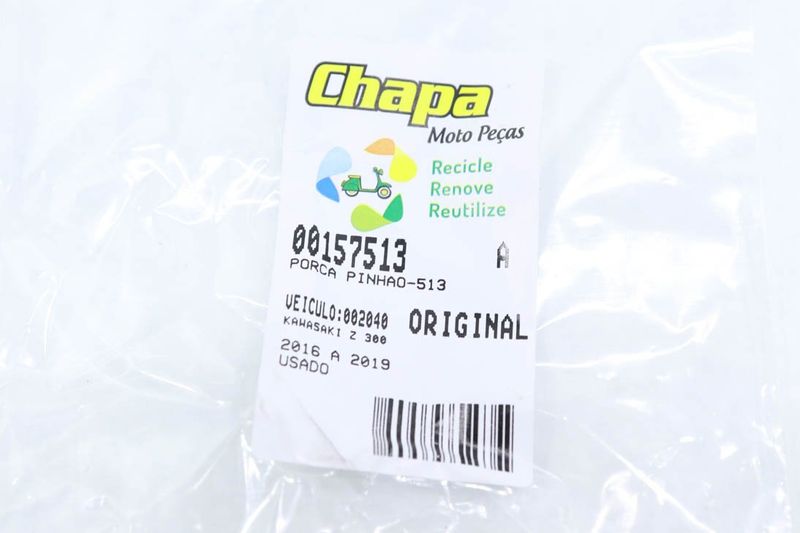 Chapa
Moto Peças
Recicle
Renove
Reutilize
00157513 A
PORCA PINHAO-513
VEICULO:002040 ORIGINAL
KAWASAKI Z 300
2016 A 2019
USADO